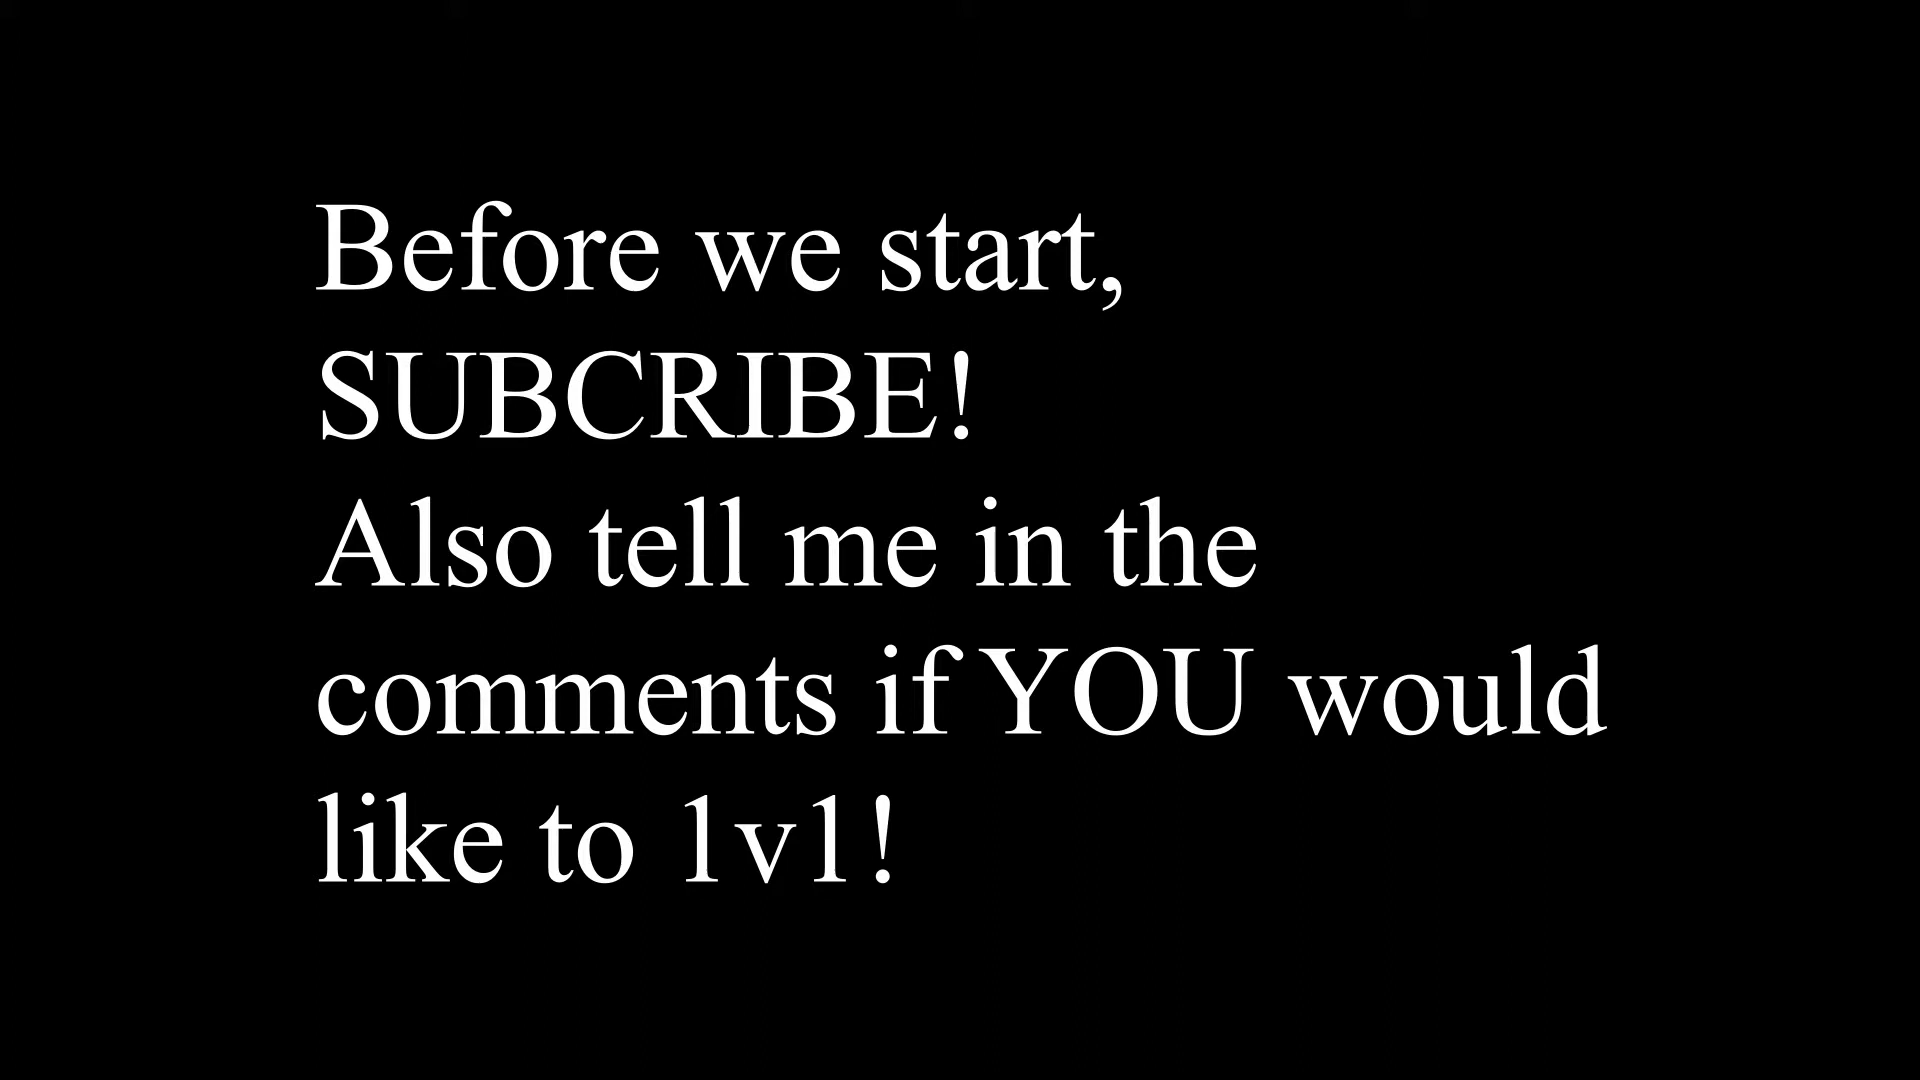 Before we start,
SUBCRIBE!
Also tell me in the
comments if YOU would
like to 1v1!